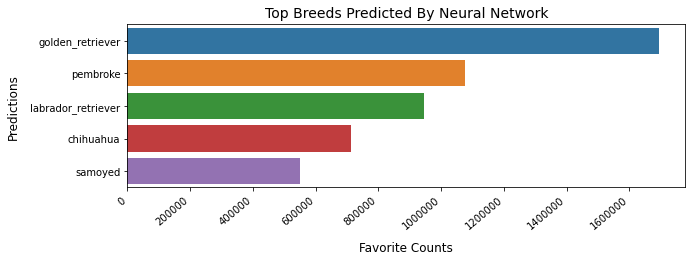 Top Breeds Predicted By Neural Network
Predictions
golden_retriever
pembroke
labrador_retriever
chihuahua
samoyed
0 200000 400000 600000 800000 1000000 1200000 1400000 1600000
Favorite Counts